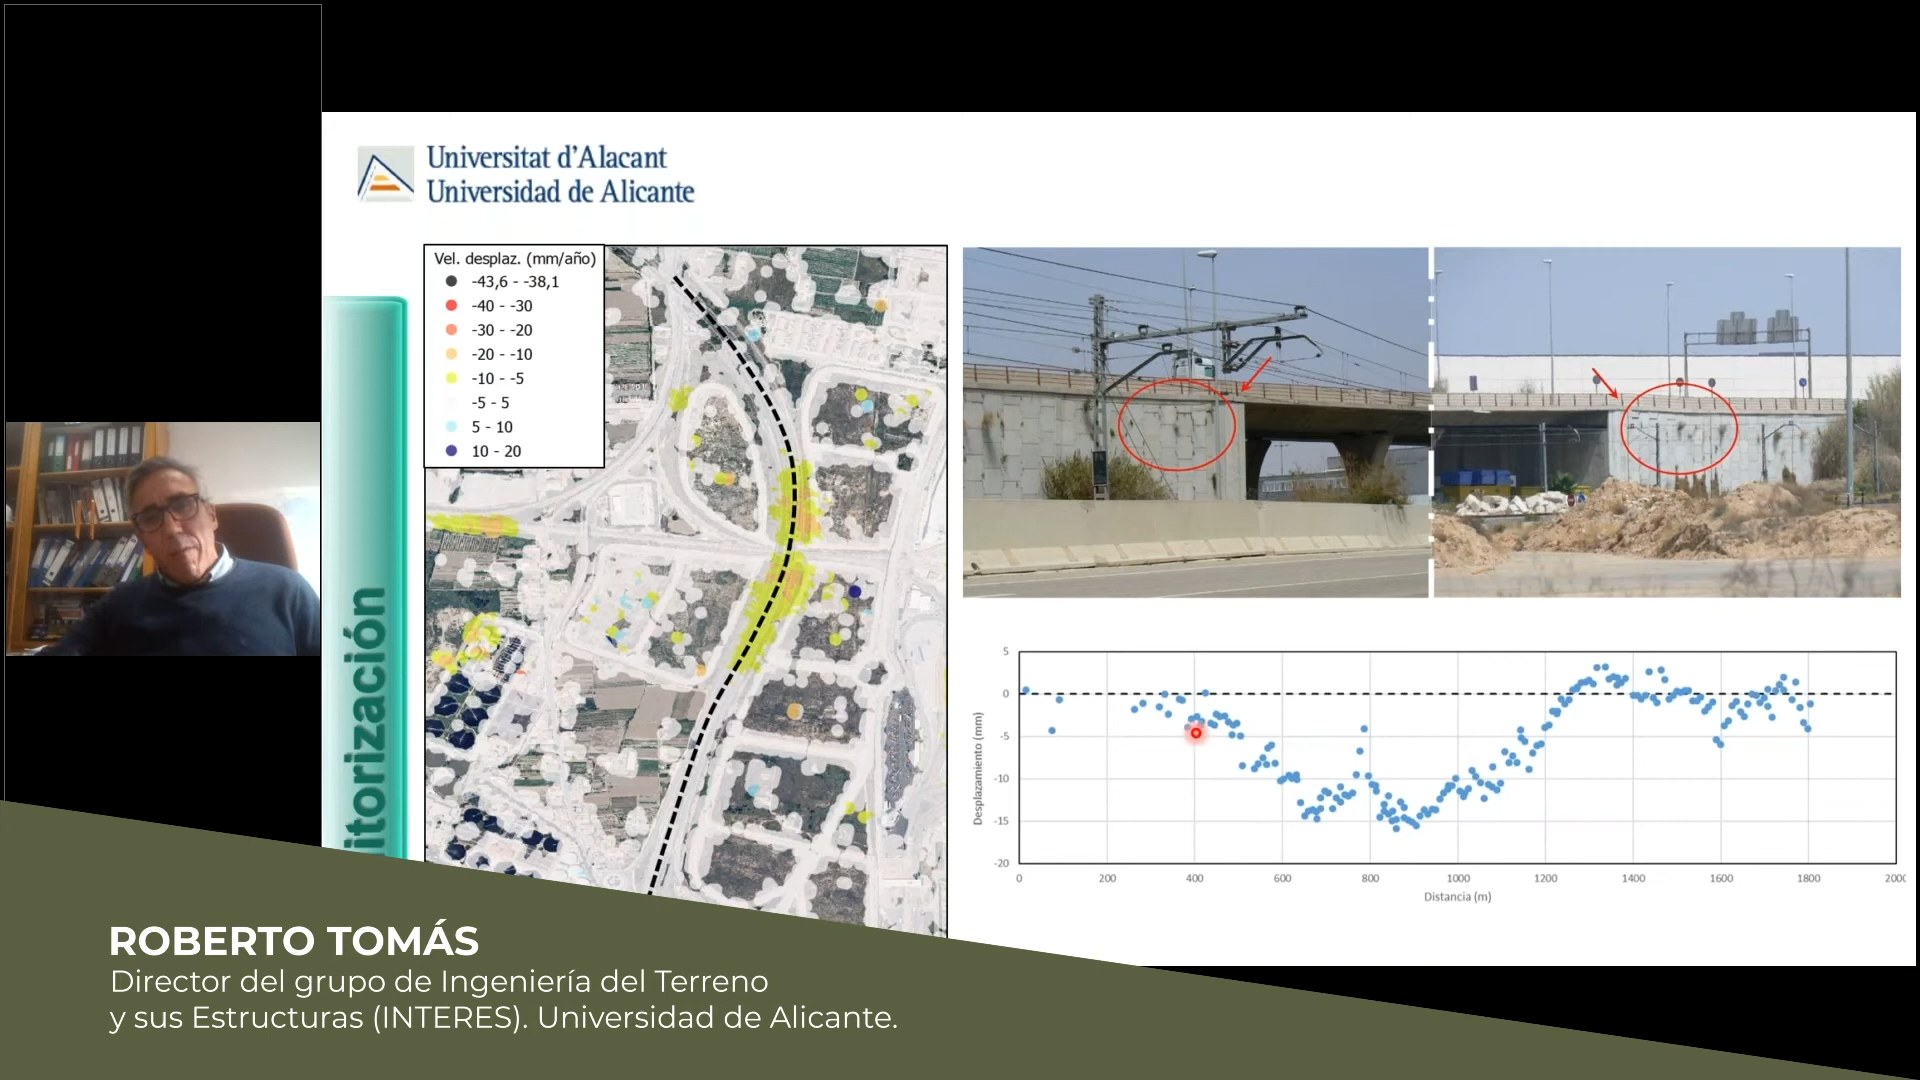 Universitat d'Alacant
Universidad de Alicante
Vel. desplaz. (mm/año)
-43,6 - -38,1
-40 - -30
-30 - -20
-20 - -10
-10 - -5
-5 - 5
5 - 10
10 - 20
itorización
5
0
-5
-10
-15
-20
Desplazamiento (mm)
0
200
400
600
800
1000
1200
1400
1600
1800
Distancia (m)
ROBERTO TOMÁS
Director del grupo de Ingeniería del Terreno
y sus Estructuras (INTERES). Universidad de Alicante.